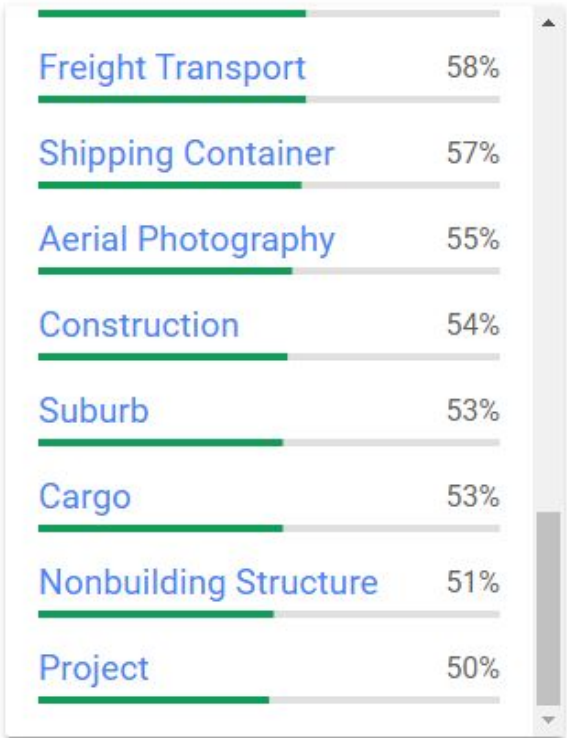 Freight Transport 58%
Shipping Container 57%
Aerial Photography 55%
Construction 54%
Suburb 53%
Cargo 53%
Nonbuilding Structure 51%
Project 50%